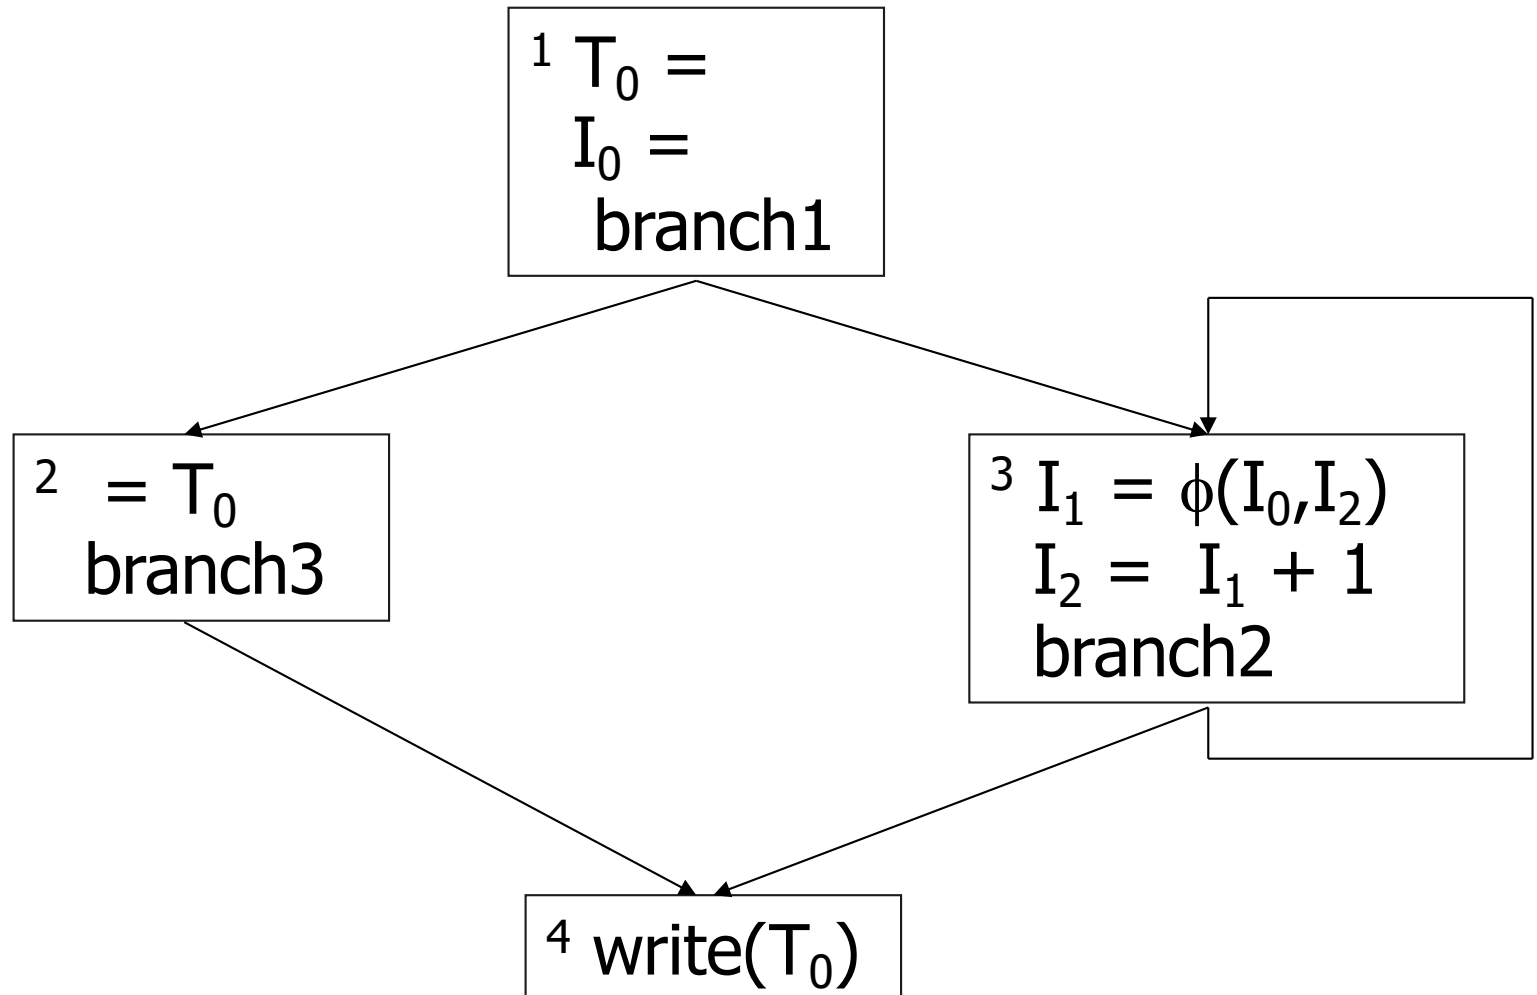 1 T₀ =
I₀ =
branch1
2 = T₀
branch3
3 I₁ = ϕ(I₀,I₂)
I₂ = I₁ + 1
branch2
4 write(T₀)